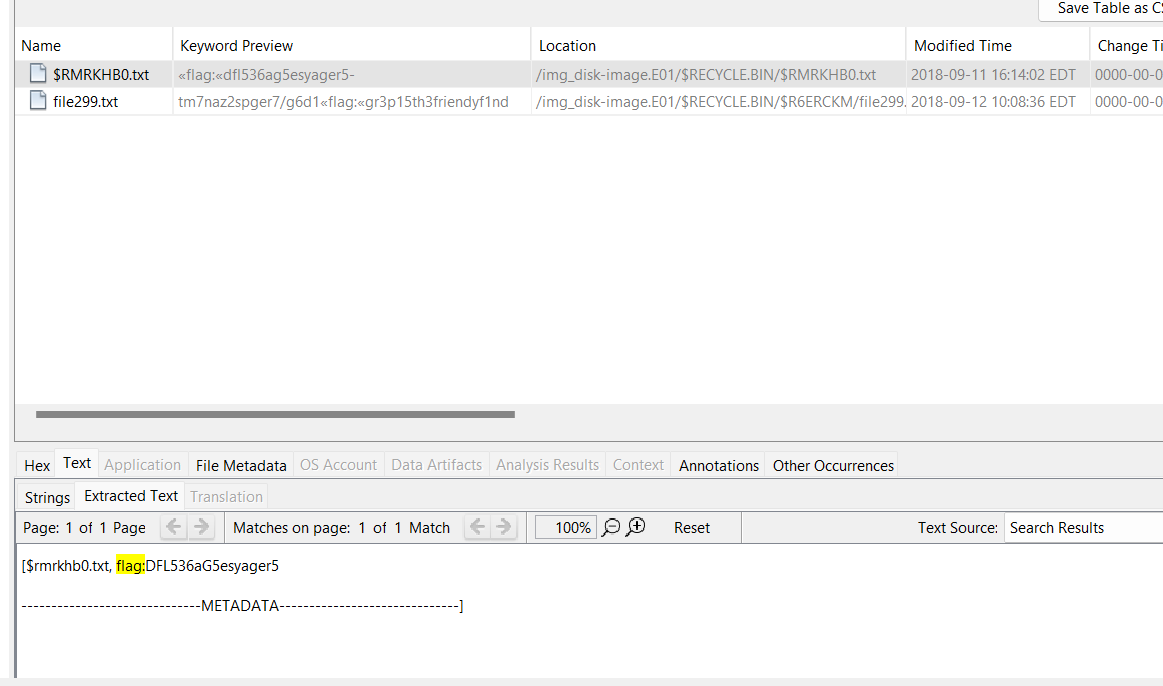 Save Table as CS
Name Keyword Preview Location Modified Time Change Ti
$RMRKHB0.txt «flag:«dfl536ag5esyager5- /img_disk-image.E01/$RECYCLE.BIN/$RMRKHB0.txt 2018-09-11 16:14:02 EDT 0000-00-0
file299.txt tm7naz2spger7/g6d1«flag:«gr3p15th3friendyf1nd /img_disk-image.E01/$RECYCLE.BIN/$R6ERCKM/file299. 2018-09-12 10:08:36 EDT 0000-00-0
Hex Text Application File Metadata OS Account Data Artifacts Analysis Results Context Annotations Other Occurrences
Strings Extracted Text Translation
Page: 1 of 1 Page Matches on page: 1 of 1 Match 100% Reset Text Source: Search Results
[$rmrkhb0.txt, flag:DFL536aG5esyager5
------------------------------METADATA------------------------------]